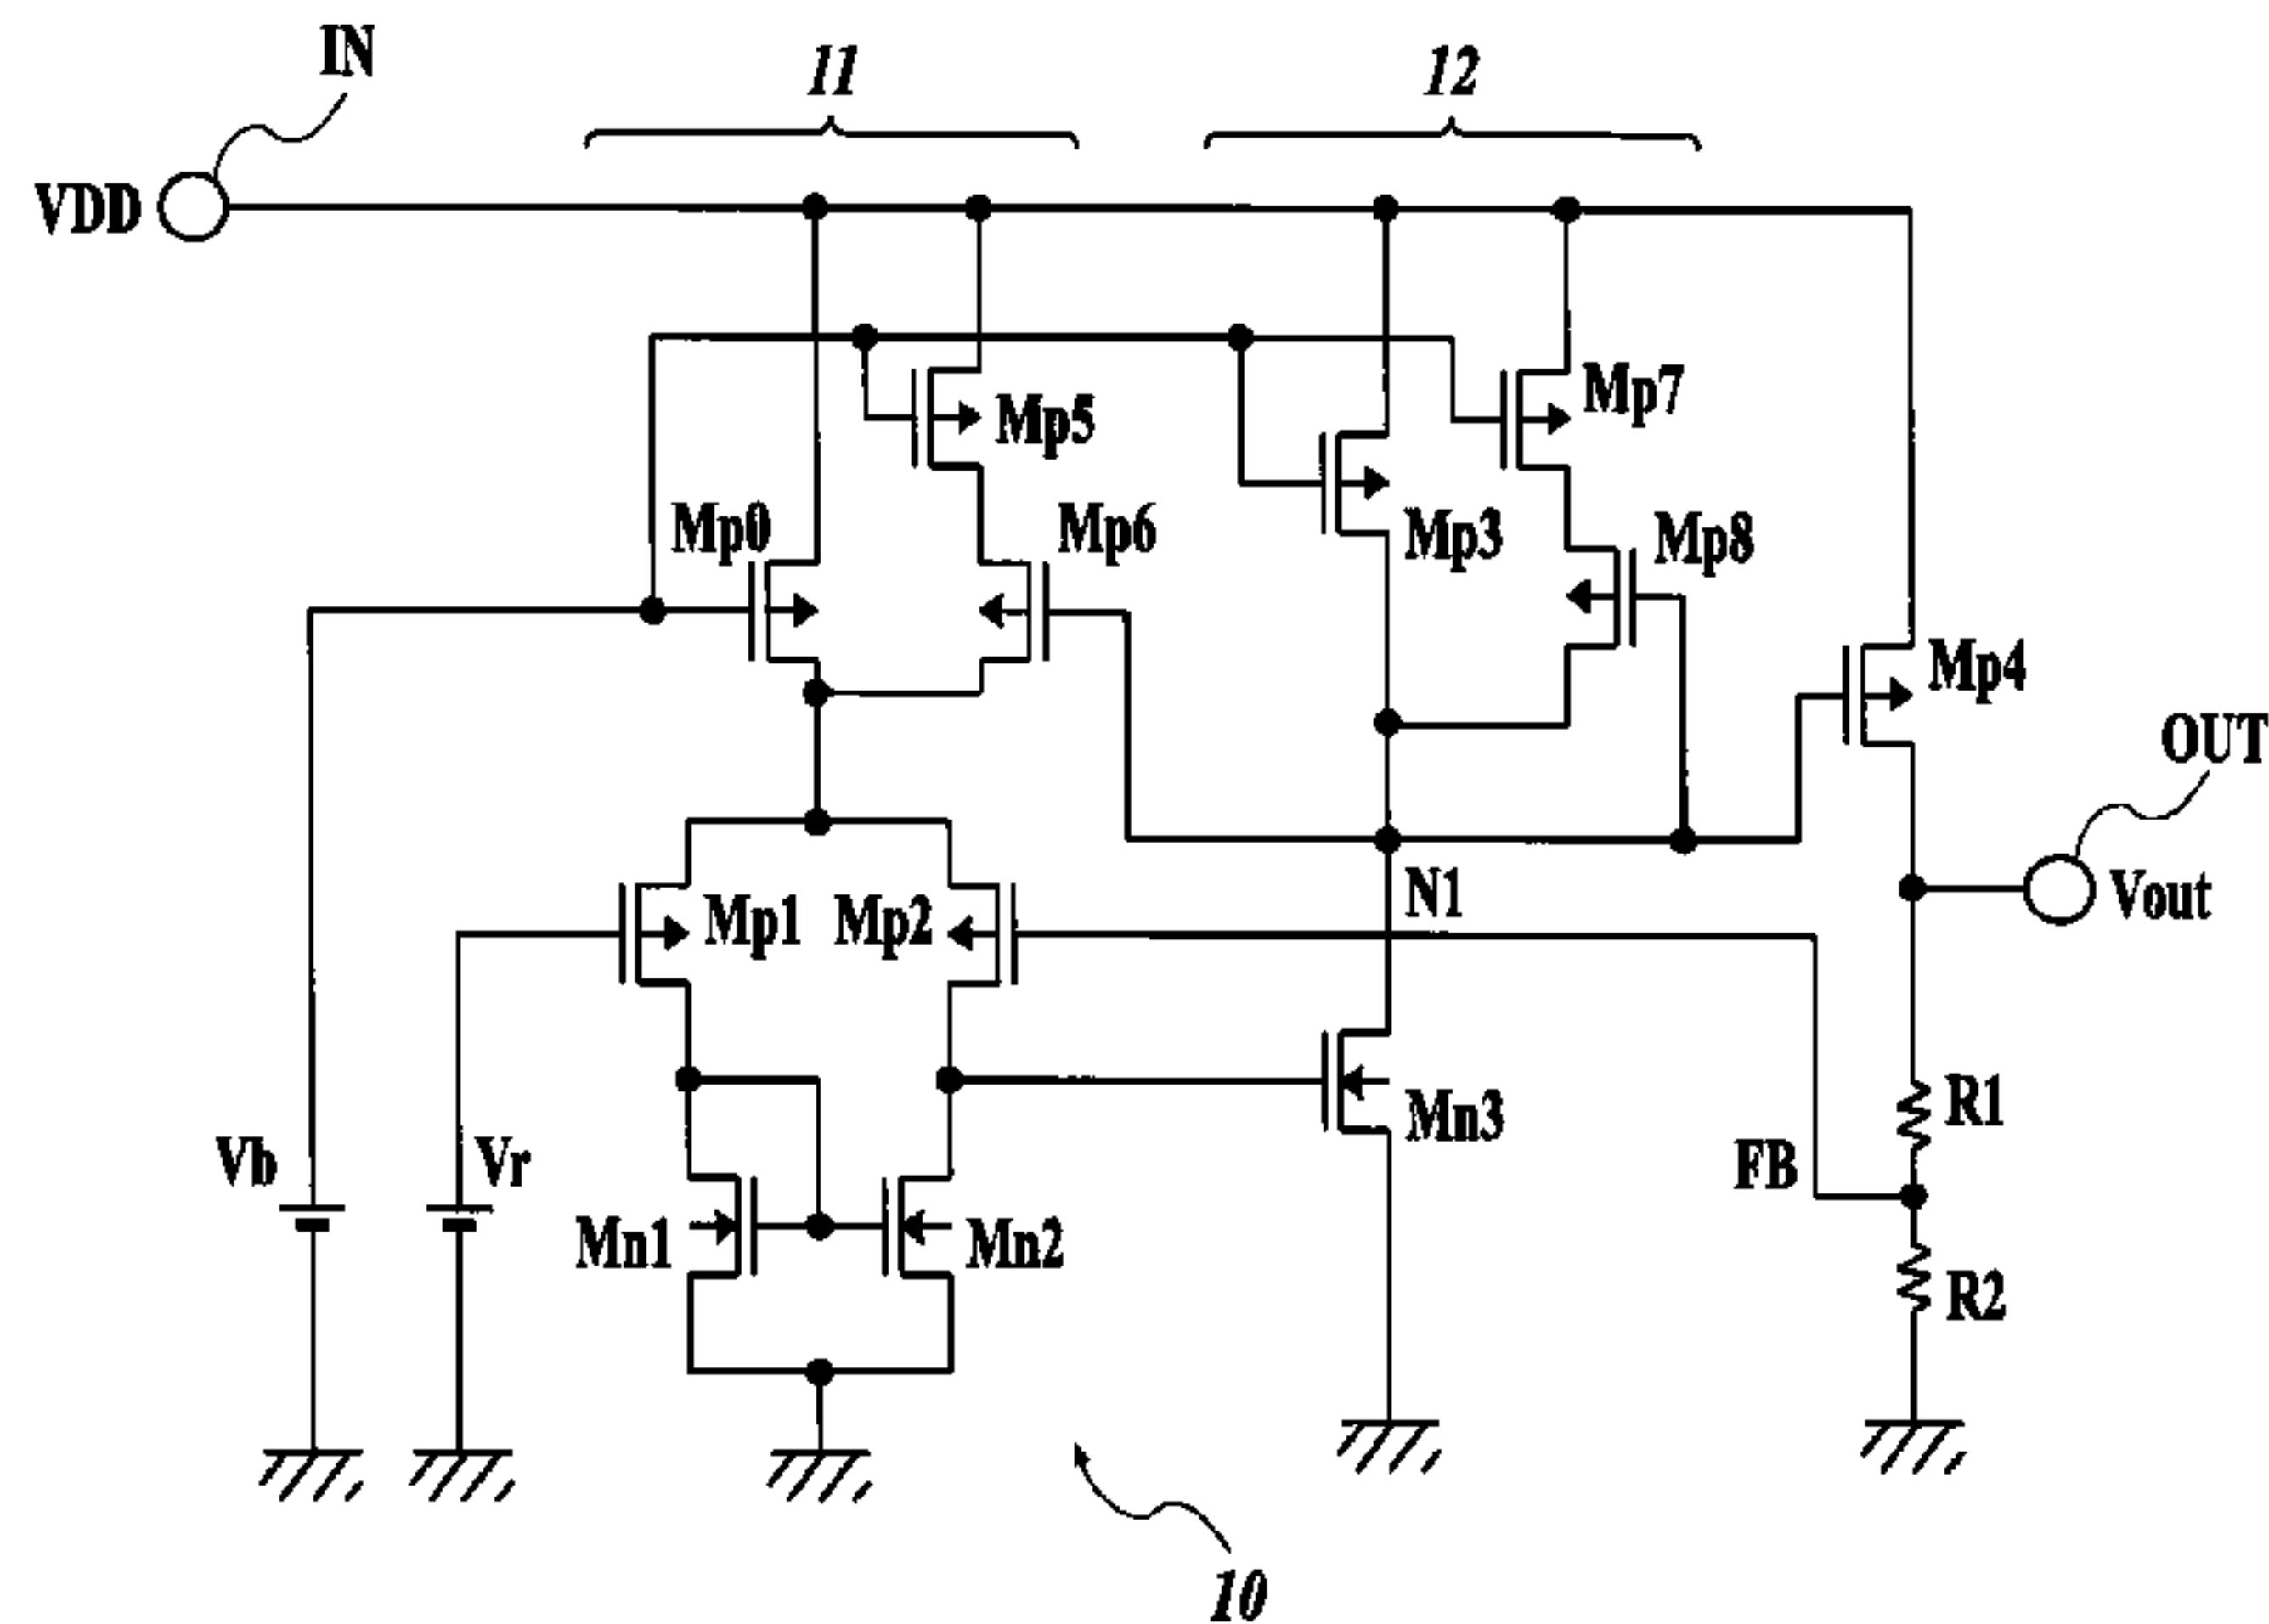 IN
11
12
VDD
Mp5
Mp7
Mp0
Mp6
Mp3
Mp8
Mp4
OUT
Mp1
Mp2
N1
Vout
R1
Mn3
Vb
Vr
FB
Mn1
Mn2
R2
10